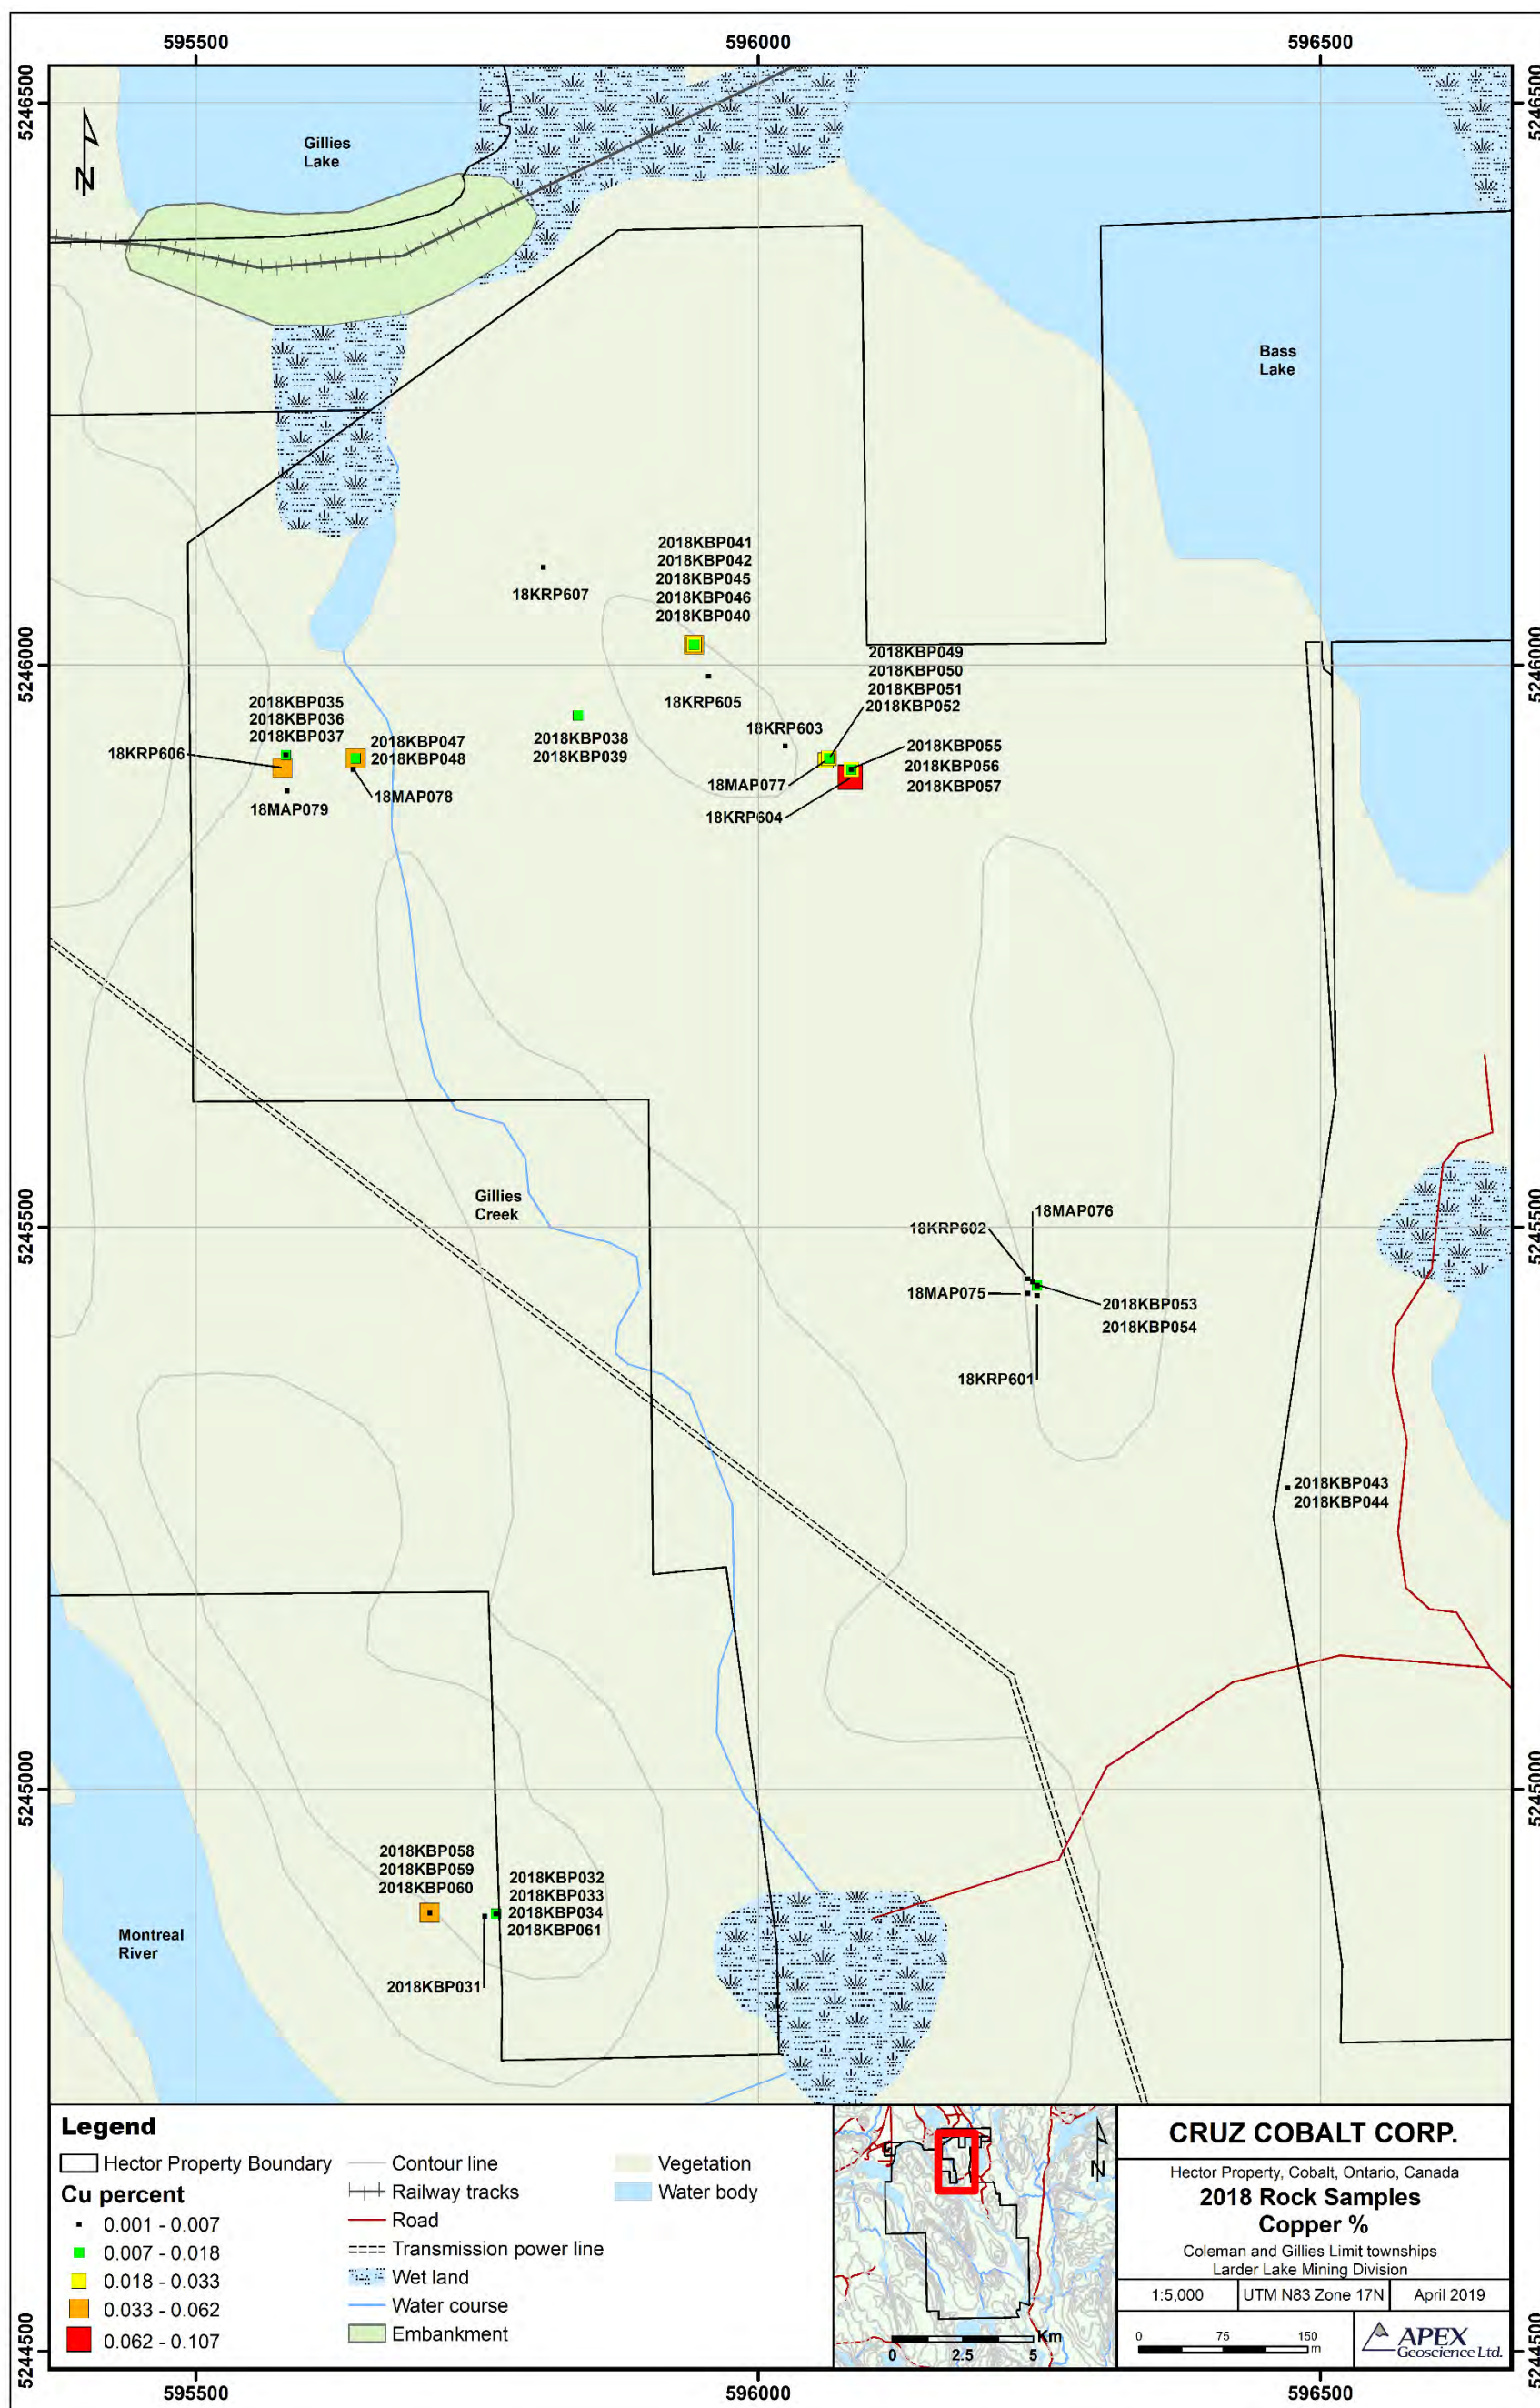 595500
596000
596500
5246500
5246500
N
Gillies
Lake
Bass
Lake
2018KBP041
2018KBP042
2018KBP045
2018KBP046
2018KBP040
18KRP607
5246000
5246000
2018KBP049
2018KBP050
2018KBP051
2018KBP052
18KRP605
18KRP603
2018KBP035
2018KBP036
2018KBP037
18KRP606
2018KBP047
2018KBP048
2018KBP038
2018KBP039
2018KBP055
2018KBP056
2018KBP057
18MAP077
18MAP078
18MAP079
18KRP604
Gillies
Creek
5245500
5245500
18MAP076
18KRP602
18MAP075
2018KBP053
2018KBP054
18KRP601
2018KBP043
2018KBP044
5245000
5245000
2018KBP058
2018KBP059
2018KBP060
2018KBP032
2018KBP033
2018KBP034
2018KBP061
2018KBP031
Montreal
River
Legend
Hector Property Boundary
Cu percent
0.001 - 0.007
0.007 - 0.018
0.018 - 0.033
0.033 - 0.062
0.062 - 0.107
Contour line
Railway tracks
Road
Transmission power line
Wet land
Water course
Embankment
Vegetation
Water body
N
Km
0 2.5 5
CRUZ COBALT CORP.
Hector Property, Cobalt, Ontario, Canada
2018 Rock Samples
Copper %
Coleman and Gillies Limit townships
Larder Lake Mining Division
1:5,000 UTM N83 Zone 17N April 2019
0 75 150
m
APEX
Geoscience Ltd.
5244500
5244500
595500
596000
596500